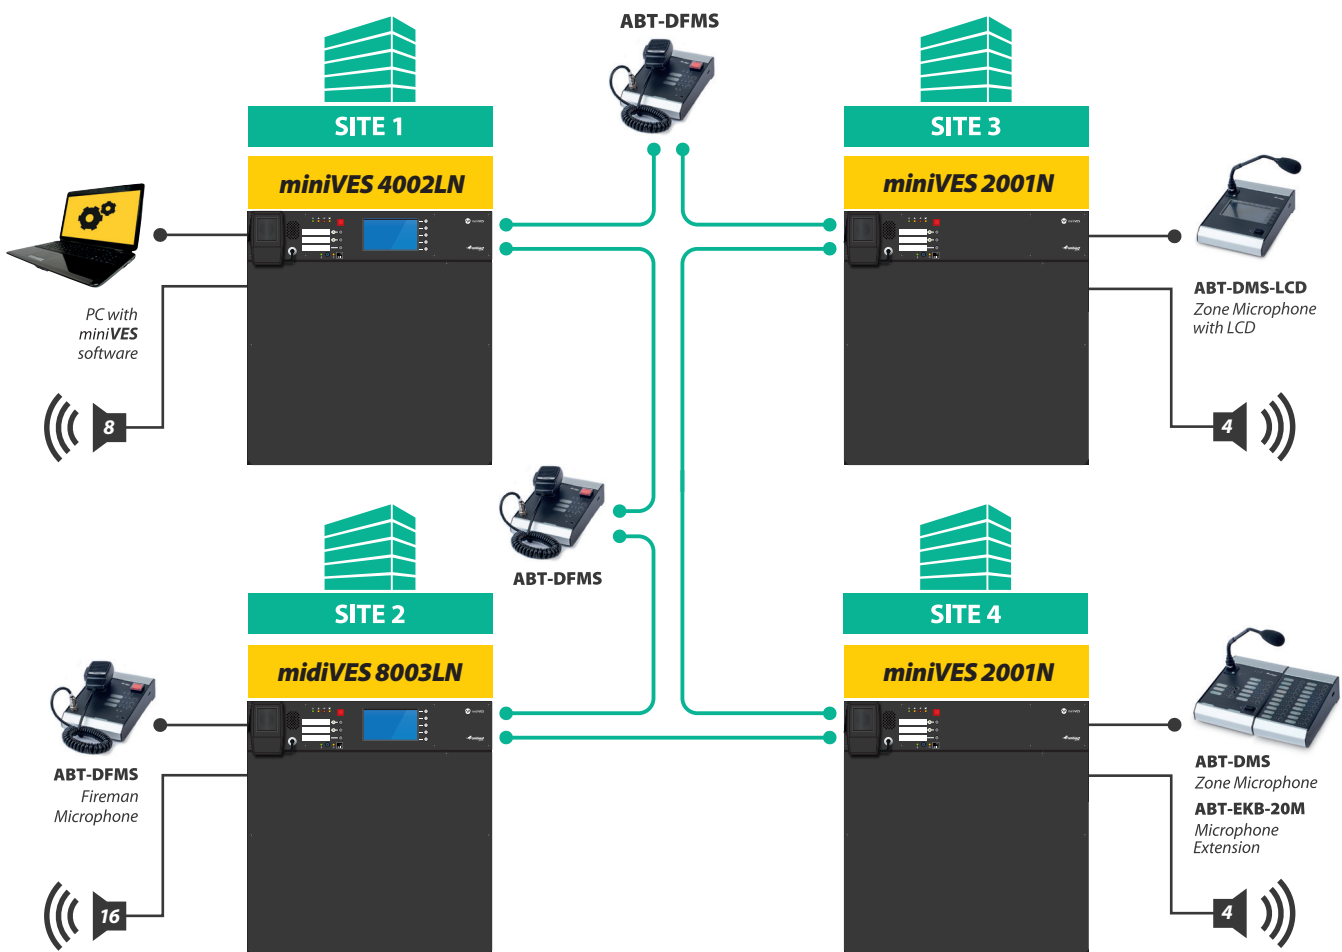 ABT-DFMS
SITE 1
SITE 3
miniVES 4002LN
miniVES 2001N
PC with
miniVES
software
8
ABT-DMS-LCD
Zone Microphone
with LCD
4
ABT-DFMS
SITE 2
SITE 4
midiVES 8003LN
miniVES 2001N
ABT-DFMS
Fireman
Microphone
16
ABT-DMS
Zone Microphone
ABT-EKB-20M
Microphone
Extension
4